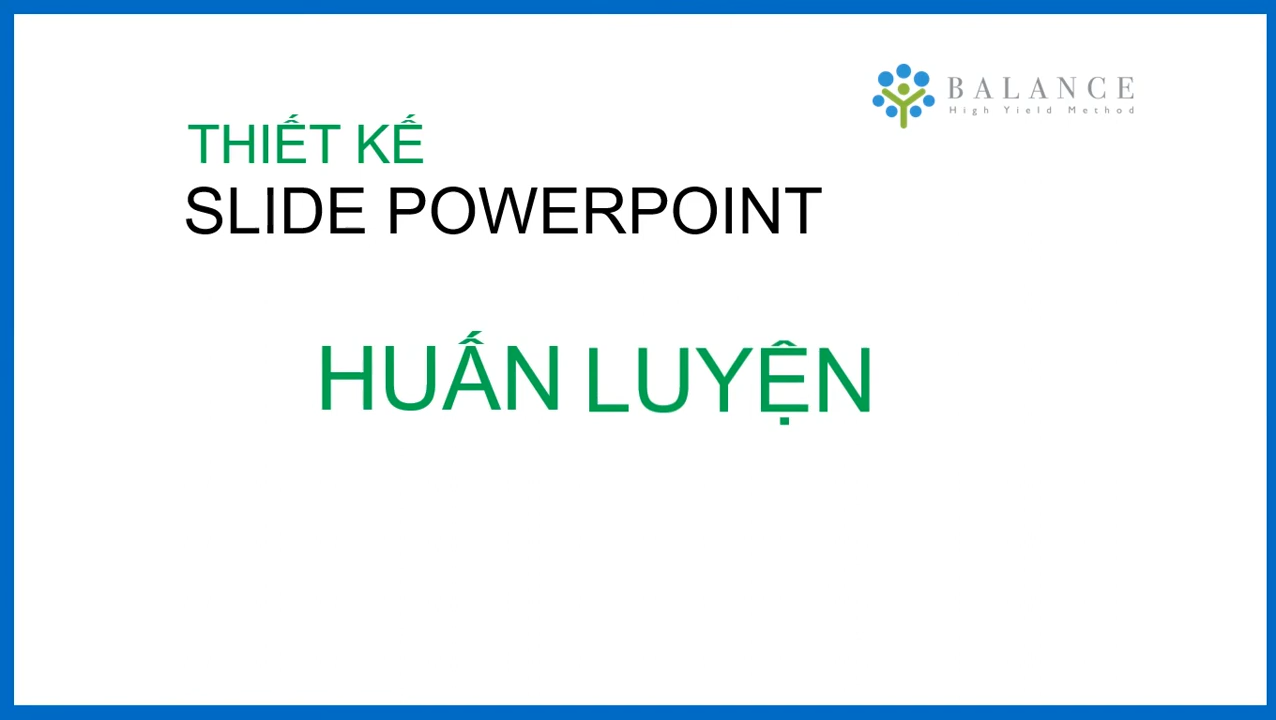 BALANCE
High Yield Method
THIẾT KẾ
SLIDE POWERPOINT
HUẤN LUYỆN